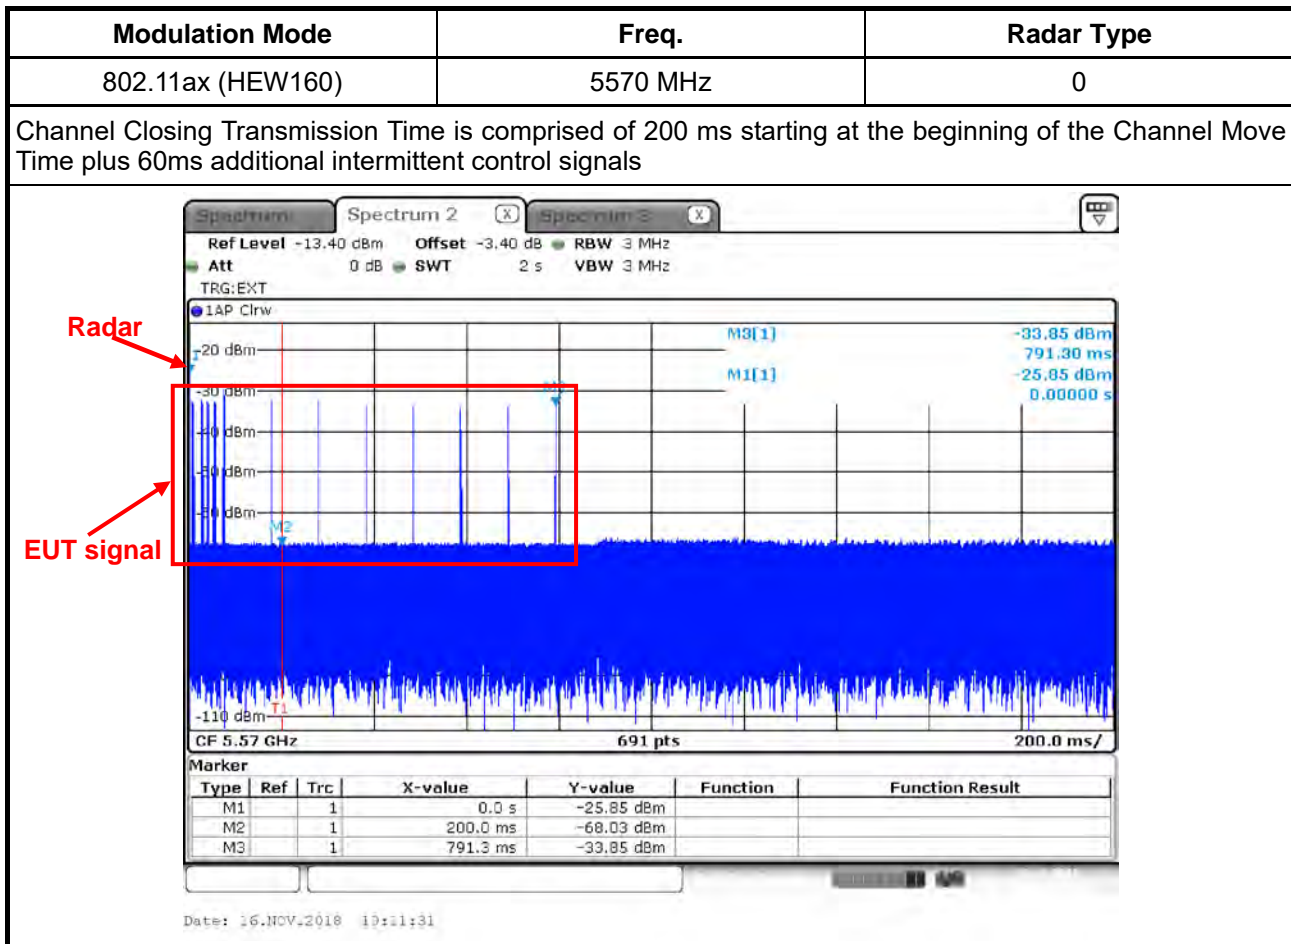 Modulation Mode Freq. Radar Type
802.11ax (HEW160) 5570 MHz 0
Channel Closing Transmission Time is comprised of 200 ms starting at the beginning of the Channel Move
Time plus 60ms additional intermittent control signals
Spectrum Spectrum 2 X Spectrum 3 X
Ref Level -13.40 dBm Offset -3.40 dB RBW 3 MHz
Att 0 dB SWT 2 s VBW 3 MHz
TRG:EXT
1AP Clrw
Radar
M3[1] -33.85 dBm
-20 dBm
791.30 ms
M1[1] -25.85 dBm
-30 dBm
0.00000 s
dBm
dBm
dBm
M2
EUT signal
T1
-110 dBm
CF 5.57 GHz 691 pts 200.0 ms/
Marker
Type Ref Trc X-value Y-value Function Function Result
M1 1 0.0 s -25.85 dBm
M2 1 200.0 ms -68.03 dBm
M3 1 791.3 ms -33.85 dBm
Date: 16.NOV.2018